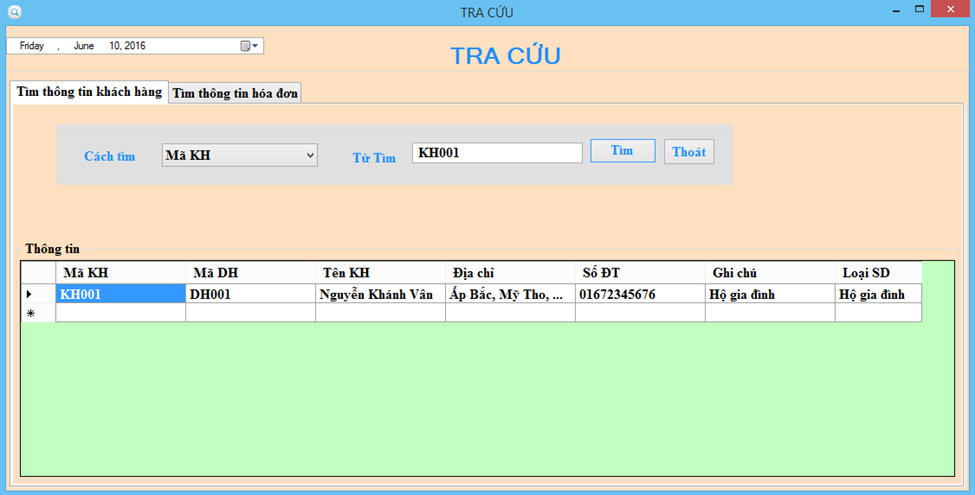 TRA CỨU
Friday , June 10, 2016
TRA CỨU
Tìm thông tin khách hàng Tìm thông tin hóa đơn
Cách tìm Mã KH Từ Tìm KH001 Tìm Thoát
Thông tin
Mã KH Mã DH Tên KH Địa chỉ Số ĐT Ghi chú Loại SD
KH001 DH001 Nguyễn Khánh Vân Ấp Bắc, Mỹ Tho, ... 01672345676 Hộ gia đình Hộ gia đình